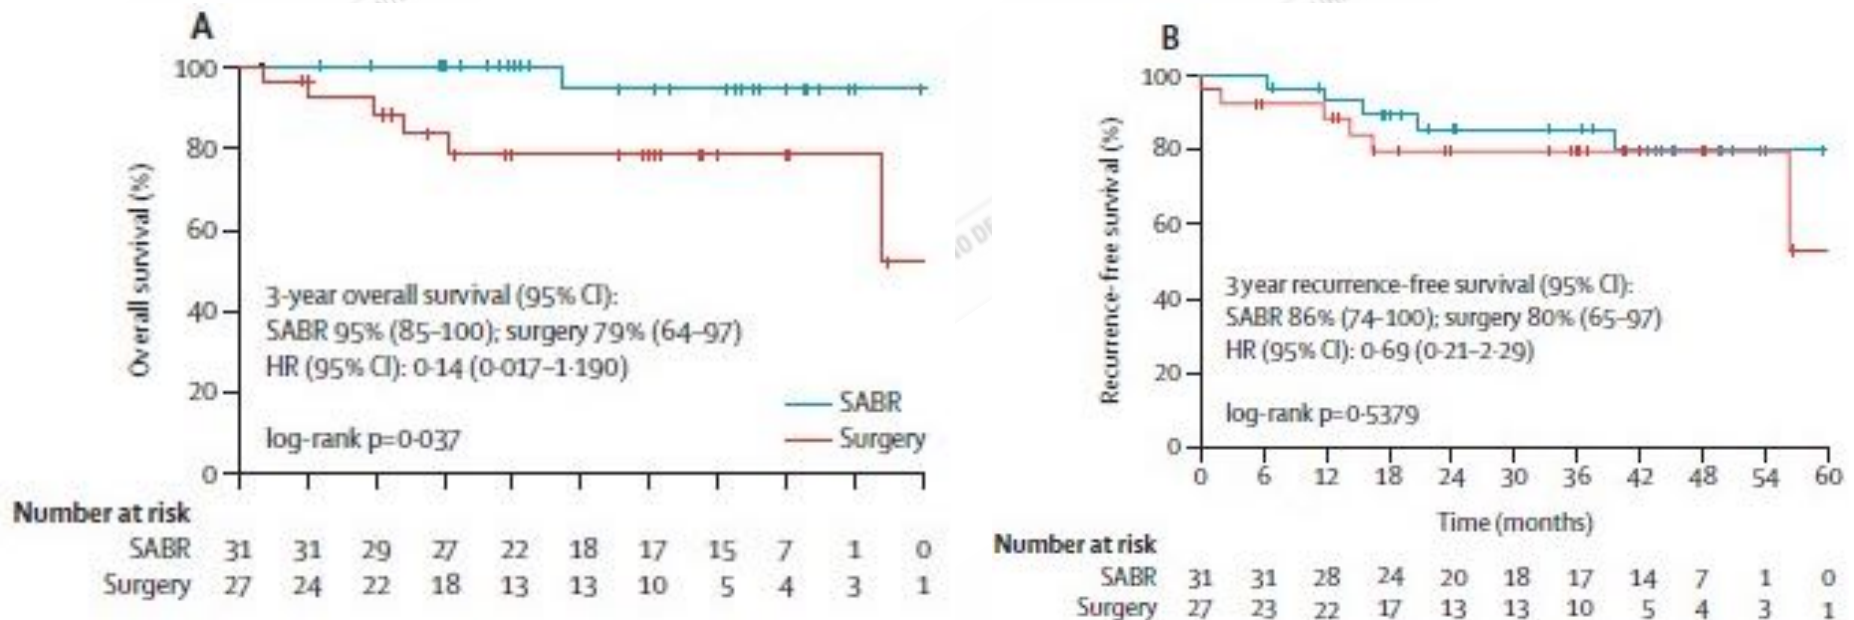 A
100
80
60
40
20
0
Overall survival (%)
3-year overall survival (95% CI):
SABR 95% (85–100); surgery 79% (64–97)
HR (95% CI): 0·14 (0·017–1·190)
log-rank p=0·037
SABR
Surgery
Number at risk
SABR 31 31 29 27 22 18 17 15 7 1 0
Surgery 27 24 22 18 13 13 10 5 4 3 1
B
100
80
60
40
20
0
Recurrence-free survival (%)
3 year recurrence-free survival (95% CI):
SABR 86% (74–100); surgery 80% (65–97)
HR (95% CI): 0·69 (0·21–2·29)
log-rank p=0·5379
0 6 12 18 24 30 36 42 48 54 60
Time (months)
Number at risk
SABR 31 31 28 24 20 18 17 14 7 1 0
Surgery 27 23 22 17 13 13 10 5 4 3 1